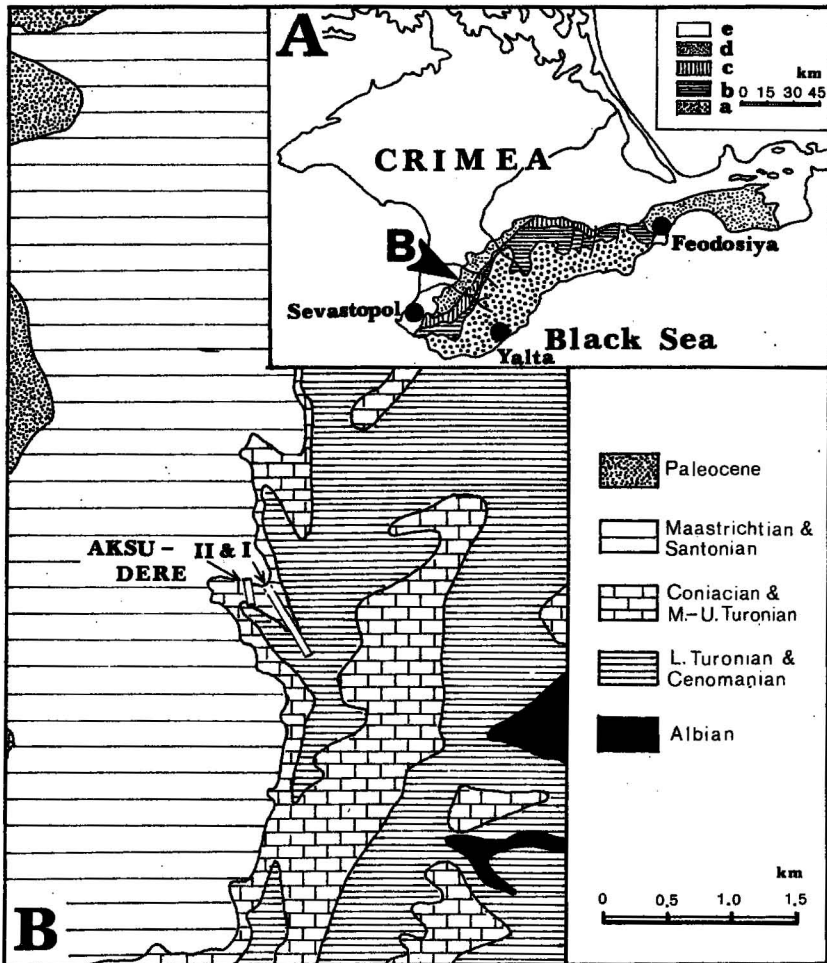 A
e
d
c
b
a
km
0 15 30 45
CRIMEA
B
Feodosiya
Sevastopol
Yalta
Black Sea
AKSU – II & I
DERE
Paleocene
Maastrichtian &
Santonian
Coniacian &
M.–U. Turonian
L. Turonian &
Cenomanian
Albian
km
0 0,5 1,0 1,5
B